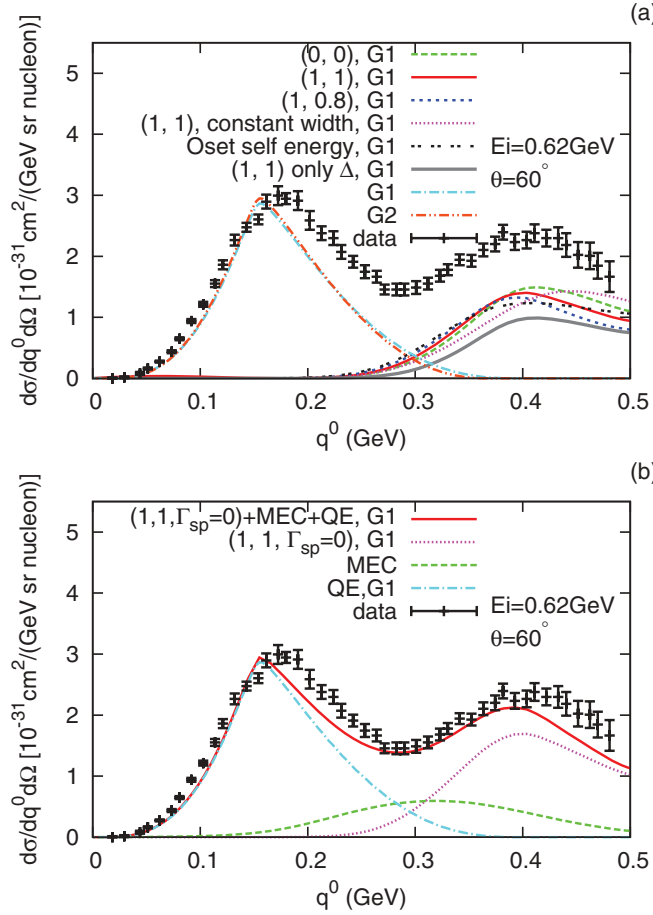 (a)
5
4
3
2
1
0
dσ/dq⁰dΩ [10⁻³¹cm²/(GeV sr nucleon)]
(0, 0), G1
(1, 1), G1
(1, 0.8), G1
(1, 1), constant width, G1
Oset self energy, G1
(1, 1) only Δ, G1
G1
G2
data
Ei=0.62GeV
θ=60°
0 0.1 0.2 0.3 0.4 0.5
q⁰ (GeV)
(b)
5
4
3
2
1
0
dσ/dq⁰dΩ [10⁻³¹cm²/(GeV sr nucleon)]
(1,1,Γsp=0)+MEC+QE, G1
(1, 1, Γsp=0), G1
MEC
QE,G1
data
Ei=0.62GeV
θ=60°
0 0.1 0.2 0.3 0.4 0.5
q⁰ (GeV)